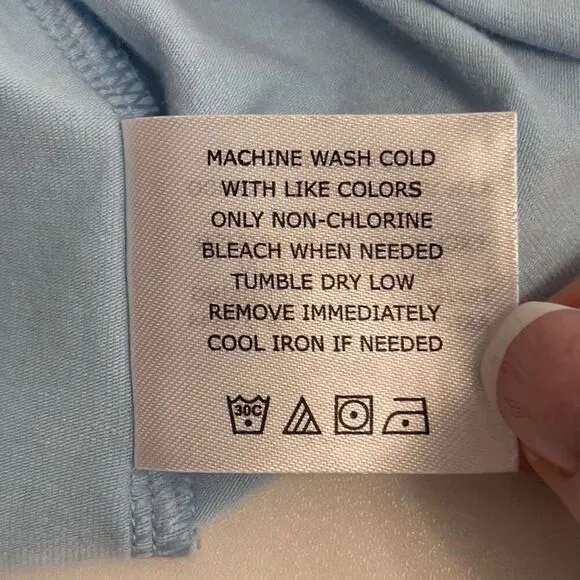 MACHINE WASH COLD
WITH LIKE COLORS
ONLY NON-CHLORINE
BLEACH WHEN NEEDED
TUMBLE DRY LOW
REMOVE IMMEDIATELY
COOL IRON IF NEEDED
30C